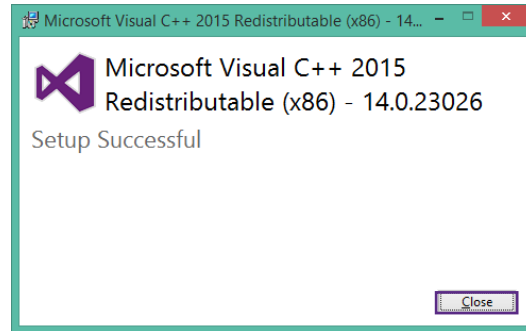 Microsoft Visual C++ 2015 Redistributable (x86) - 14...
Microsoft Visual C++ 2015
Redistributable (x86) - 14.0.23026
Setup Successful
Close